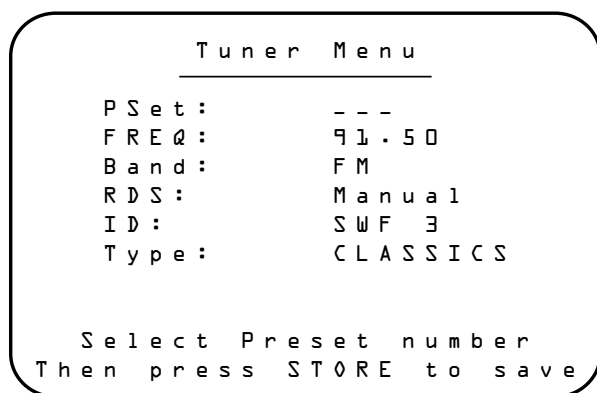 Tuner Menu
PSet: ---
FREQ: 91.50
Band: FM
RDS: Manual
ID: SWF 3
Type: CLASSICS
Select Preset number
Then press STORE to save